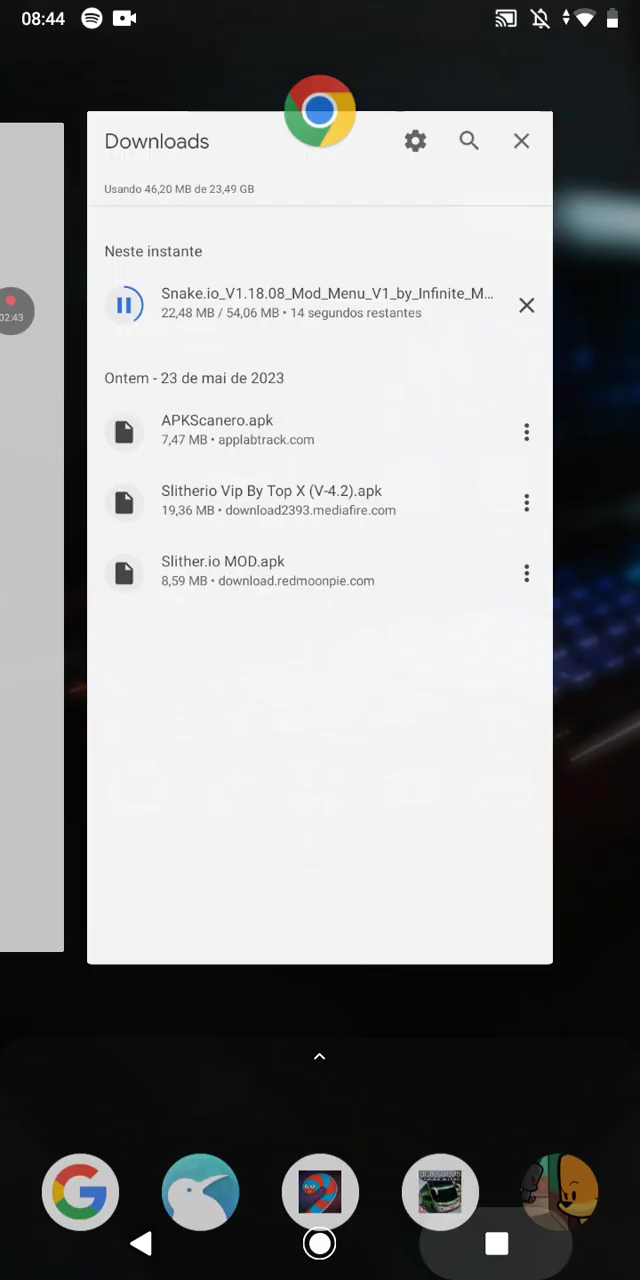 08:44
Downloads
Usando 46,20 MB de 23,49 GB
Neste instante
Snake.io_V1.18.08_Mod_Menu_V1_by_Infinite_M...
22,48 MB / 54,06 MB • 14 segundos restantes
02:43
Ontem - 23 de mai de 2023
APKScanero.apk
7,47 MB • applabtrack.com
Slitherio Vip By Top X (V-4.2).apk
19,36 MB • download2393.mediafire.com
Slither.io MOD.apk
8,59 MB • download.redmoonpie.com